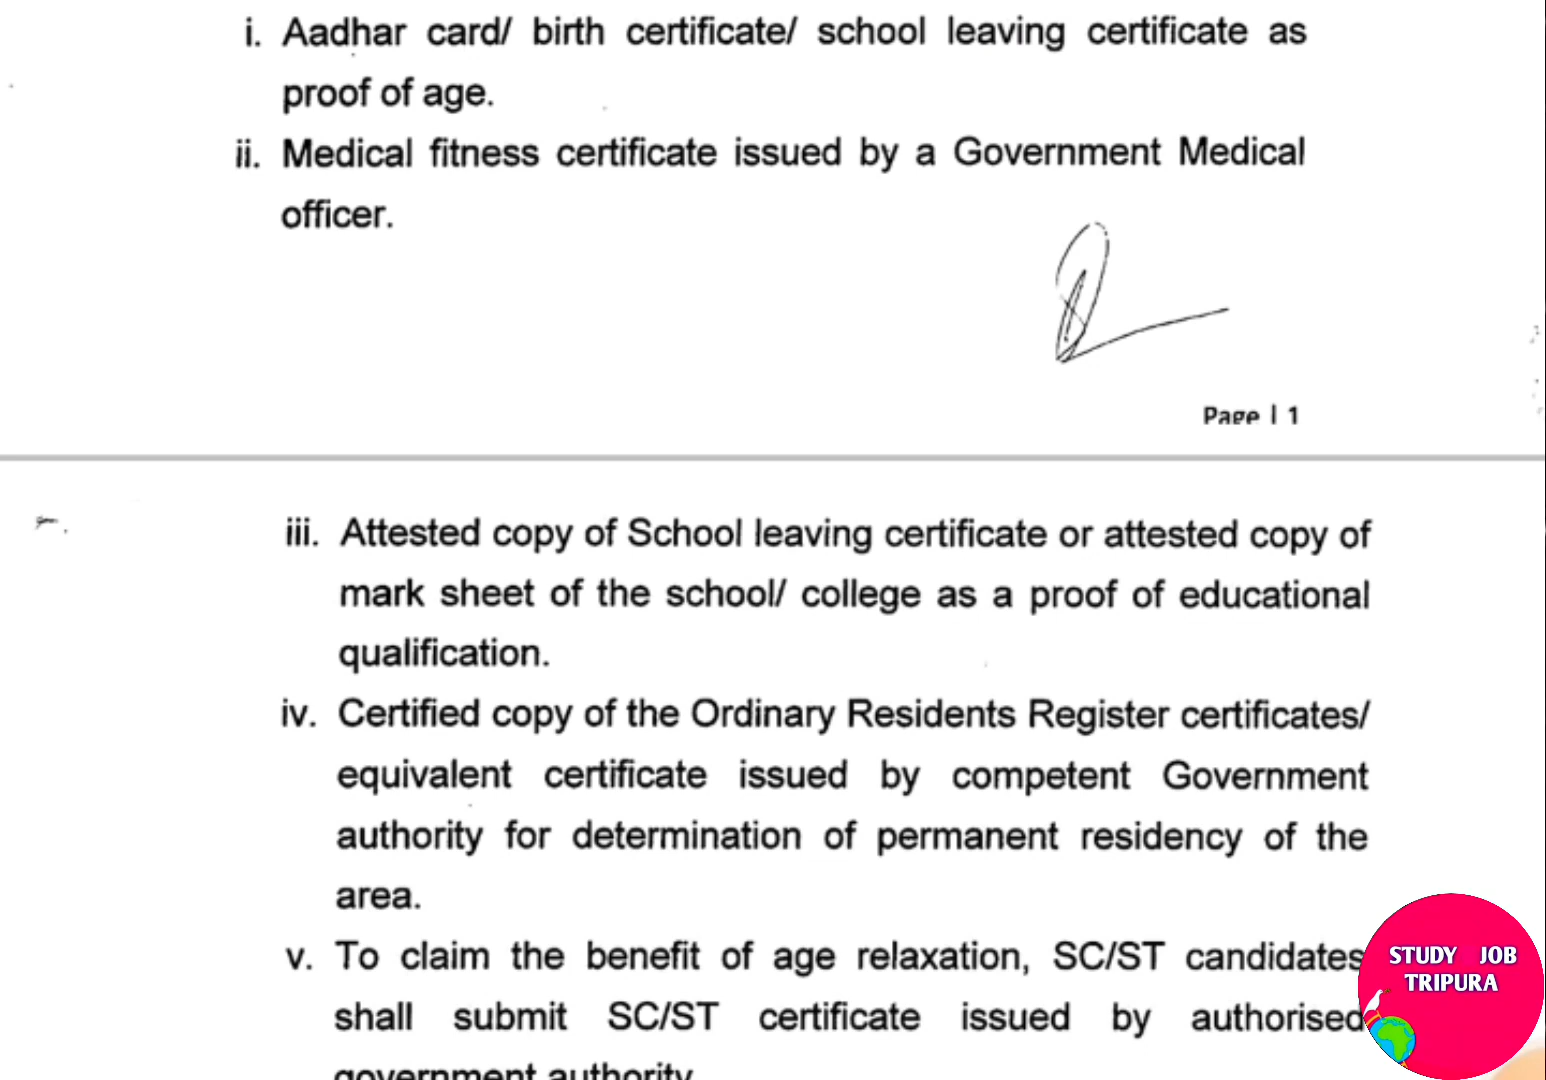 i. Aadhar card/ birth certificate/ school leaving certificate as
proof of age.
ii. Medical fitness certificate issued by a Government Medical
officer.
Page | 1
iii. Attested copy of School leaving certificate or attested copy of
mark sheet of the school/ college as a proof of educational
qualification.
iv. Certified copy of the Ordinary Residents Register certificates/
equivalent certificate issued by competent Government
authority for determination of permanent residency of the
area.
v. To claim the benefit of age relaxation, SC/ST candidates
shall submit SC/ST certificate issued by authorised
government authority.
STUDY JOB
TRIPURA